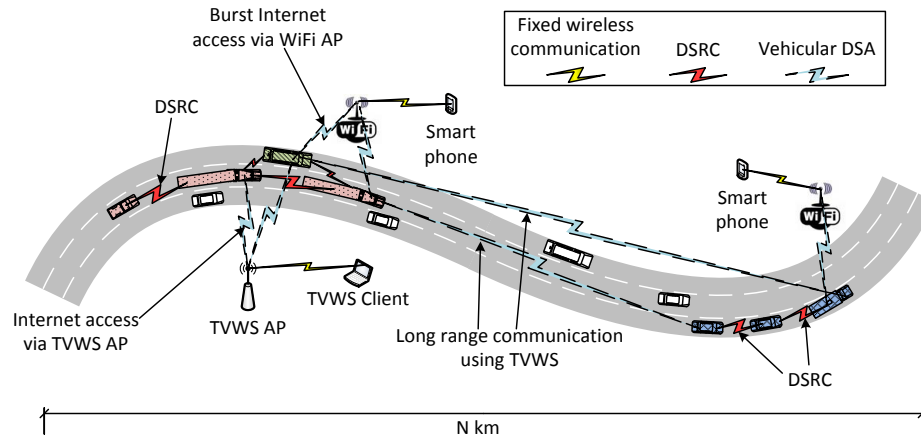 Burst Internet
access via WiFi AP
Fixed wireless
communication
DSRC
Vehicular DSA
DSRC
WiFi
Smart
phone
Smart
phone
WiFi
TVWS Client
TVWS AP
Internet access
via TVWS AP
Long range communication
using TVWS
DSRC
N km